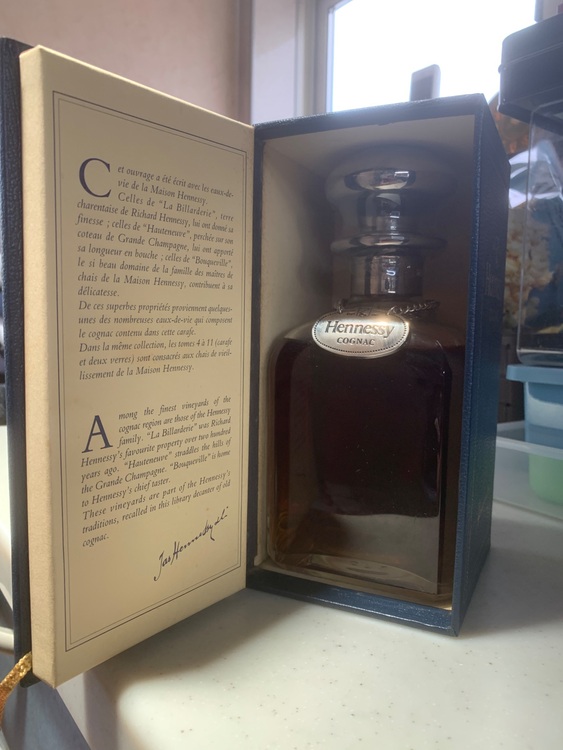 Cet ouvrage a été écrit avec les eaux-de-
vie de la Maison Hennessy.
Celles de "La Billarderie", terre
charentaise de Richard Hennessy, lui ont donné sa
finesse ; celles de "Hauteneuve", perchée sur son
coteau de Grande Champagne, lui ont apporté
sa longueur en bouche ; celles de "Bouqueville",
le si beau domaine de la famille des maîtres de
chais de la Maison Hennessy, contribuent à sa
délicatesse.
De ces superbes propriétés proviennent quelques-
unes des nombreuses eaux-de-vie qui composent
le cognac contenu dans cette carafe.
Dans la même collection, les tomes 4 à 11 (carafe
et deux verres) sont consacrés aux chais de vieil-
lissement de la Maison Hennessy.
Among the finest vineyards of the
cognac region are those of the Hennessy
family. "La Billarderie" was Richard
Hennessy's favourite property over two hundred
years ago. "Hauteneuve" straddles the hills of
the Grande Champagne. "Bouqueville" is home
to Hennessy's chief taster.
These vineyards are part of the Hennessy's
traditions, recalled in this library decanter of old
cognac.
Jas Hennessy & Co
Hennessy
COGNAC